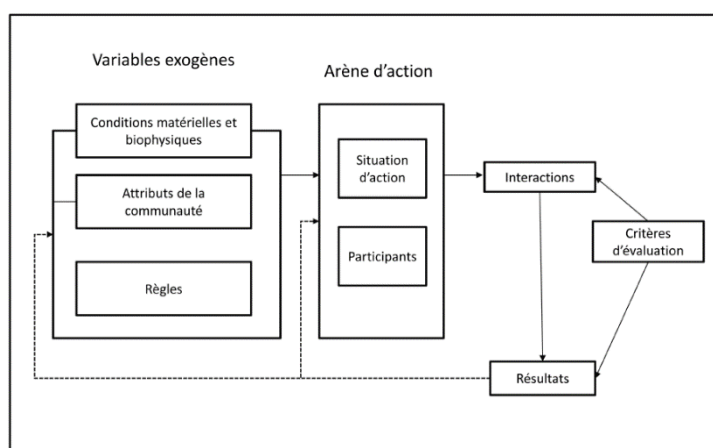 Variables exogènes
Arène d'action
Conditions matérielles et
biophysiques
Attributs de la
communauté
Règles
Situation
d'action
Participants
Interactions
Critères
d'évaluation
Résultats